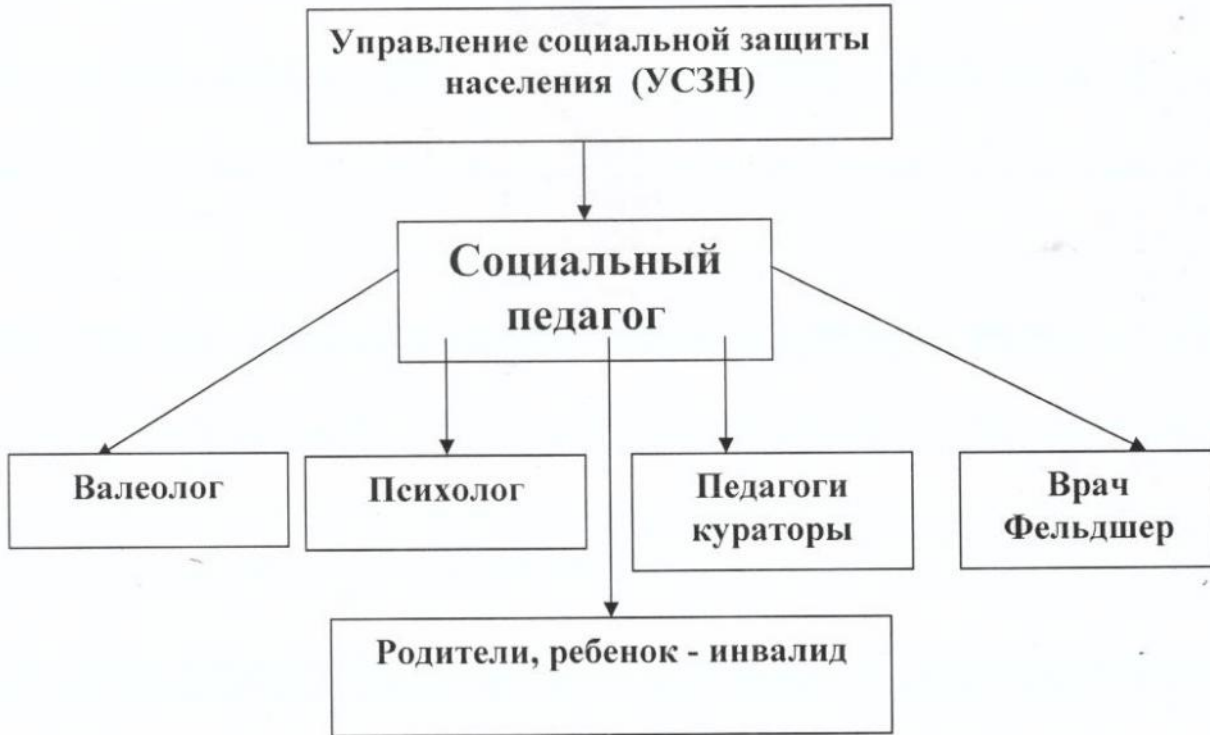 Управление социальной защиты
населения (УСЗН)
Социальный
педагог
Валеолог
Психолог
Педагоги
кураторы
Врач
Фельдшер
Родители, ребенок - инвалид